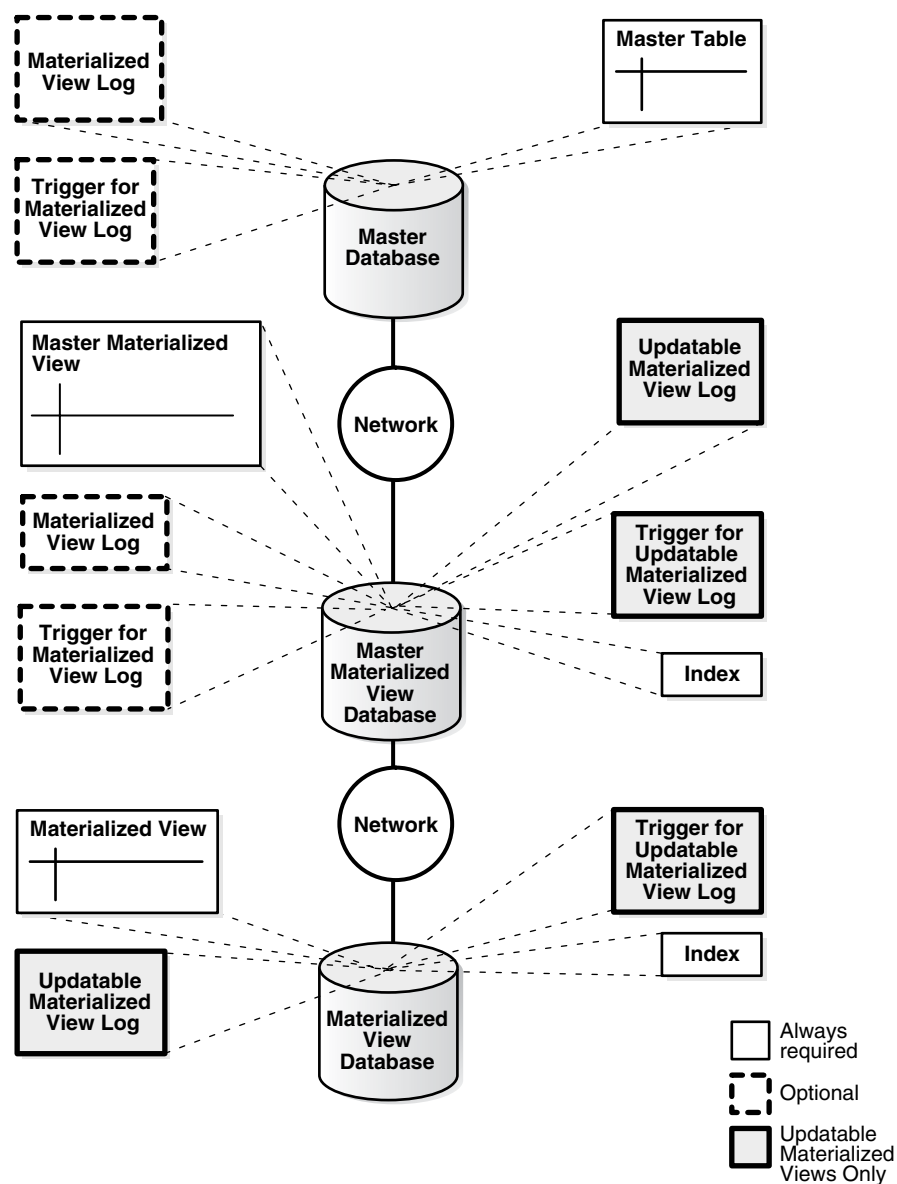 Materialized
View Log
Master Table
Trigger for
Materialized
View Log
Master
Database
Master Materialized
View
Updatable
Materialized
View Log
Network
Materialized
View Log
Trigger for
Updatable
Materialized
View Log
Trigger for
Materialized
View Log
Master
Materialized
View
Database
Index
Materialized View
Network
Trigger for
Updatable
Materialized
View Log
Updatable
Materialized
View Log
Index
Materialized
View
Database
Always
required
Optional
Updatable
Materialized
Views Only